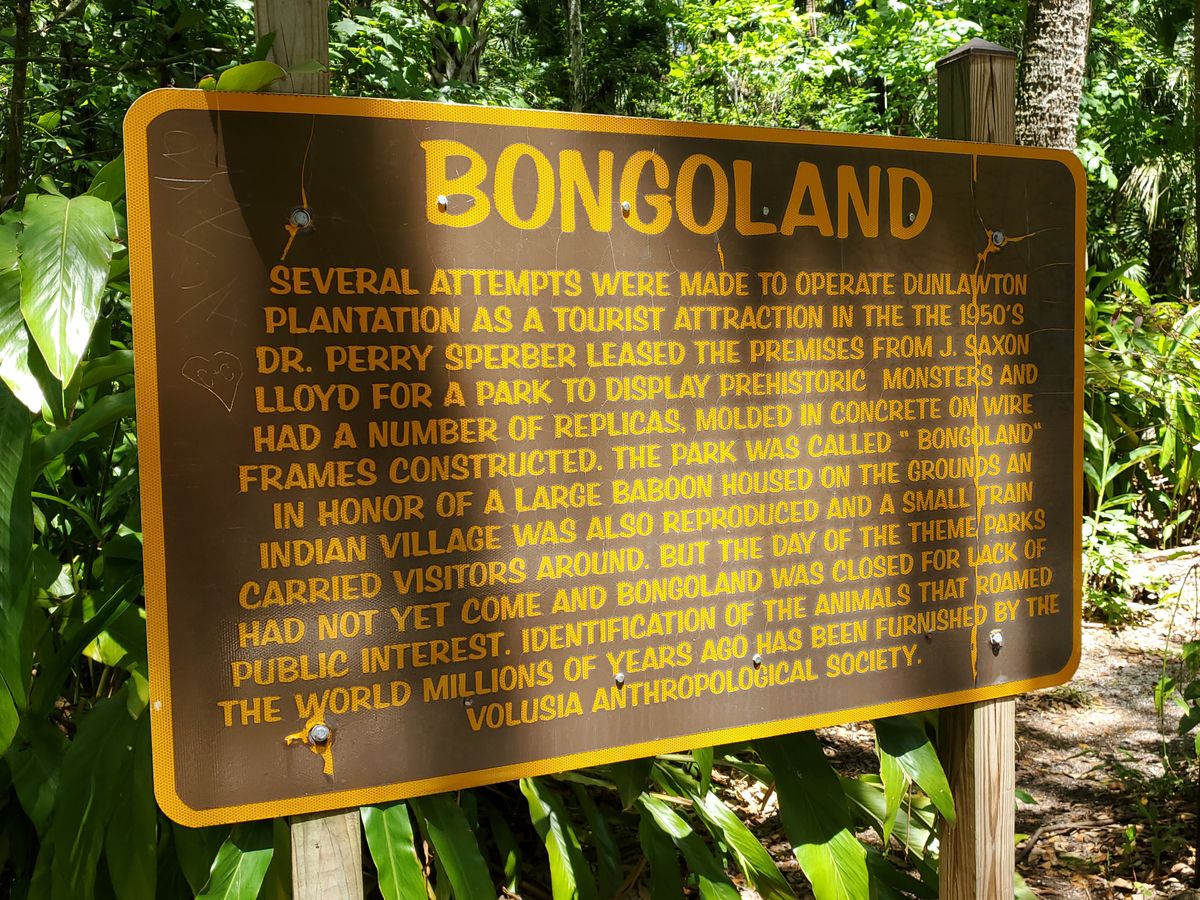 BONGOLAND
SEVERAL ATTEMPTS WERE MADE TO OPERATE DUNLAWTON
PLANTATION AS A TOURIST ATTRACTION IN THE THE 1950'S
DR. PERRY SPERBER LEASED THE PREMISES FROM J. SAXON
LLOYD FOR A PARK TO DISPLAY PREHISTORIC MONSTERS AND
HAD A NUMBER OF REPLICAS, MOLDED IN CONCRETE ON WIRE
FRAMES CONSTRUCTED. THE PARK WAS CALLED " BONGOLAND"
IN HONOR OF A LARGE BABOON HOUSED ON THE GROUNDS AN
INDIAN VILLAGE WAS ALSO REPRODUCED AND A SMALL TRAIN
CARRIED VISITORS AROUND. BUT THE DAY OF THE THEME PARKS
HAD NOT YET COME AND BONGOLAND WAS CLOSED FOR LACK OF
PUBLIC INTEREST. IDENTIFICATION OF THE ANIMALS THAT ROAMED
THE WORLD MILLIONS OF YEARS AGO HAS BEEN FURNISHED BY THE
VOLUSIA ANTHROPOLOGICAL SOCIETY.